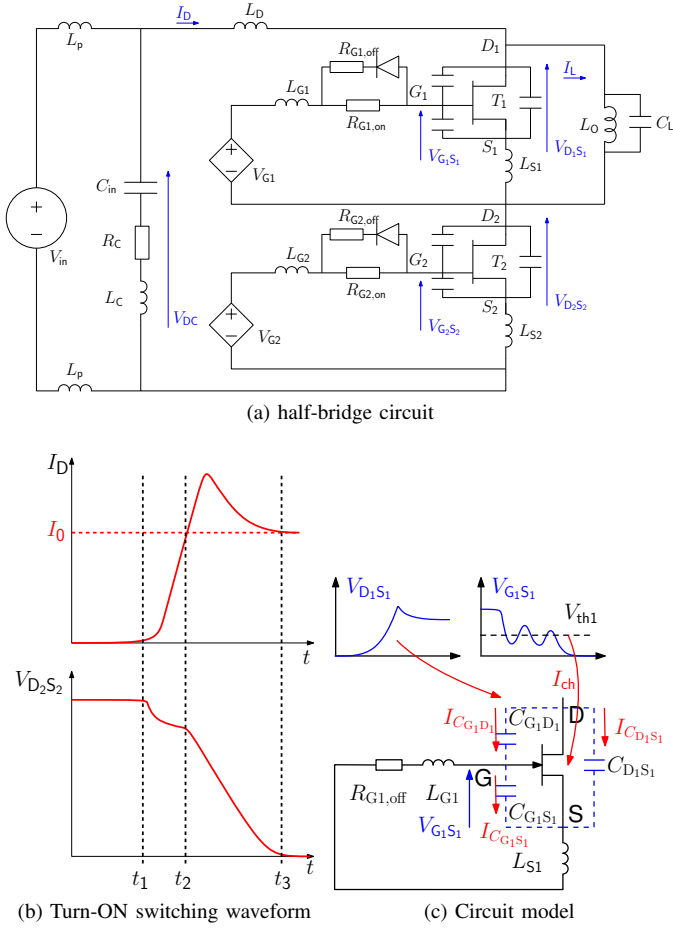 I_D
L_D
L_p
D_1
R_G1,off
I_L
L_G1
G_1
T_1
R_G1,on
L_O
C_L
V_G1S1
S_1
V_D1S1
L_S1
V_G1
C_in
D_2
R_G2,off
R_C
V_in
L_G2
G_2
T_2
R_G2,on
L_C
V_DC
V_G2S2
S_2
V_D2S2
L_S2
V_G2
L_p
(a) half-bridge circuit
I_D
I_0
t
V_D2S2
t
t_1
t_2
t_3
(b) Turn-ON switching waveform
V_D1S1
V_G1S1
V_th1
I_ch
I_CG1D1
C_G1D1
D
I_CD1S1
G
C_D1S1
R_G1,off
L_G1
C_G1S1
S
V_G1S1
I_CG1S1
L_S1
(c) Circuit model